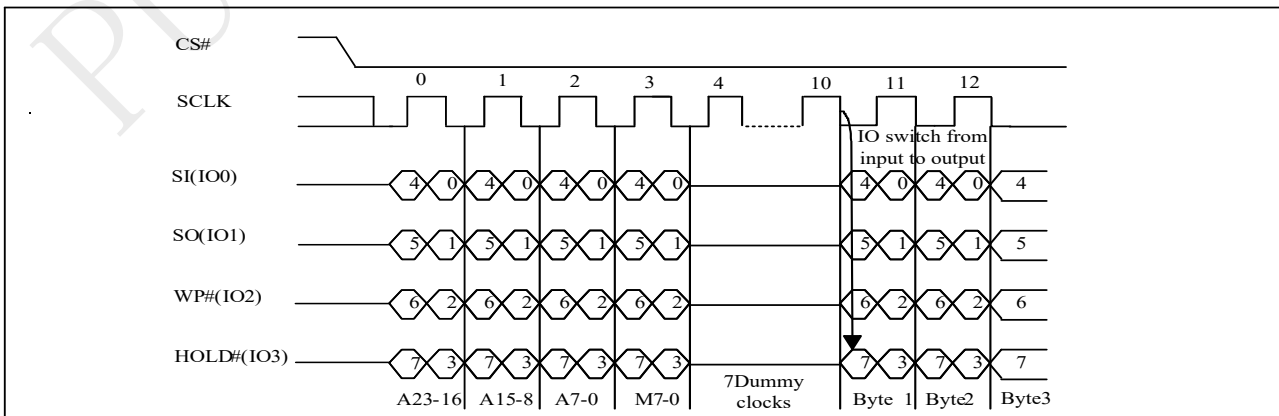 CS#
0 1 2 3 4 10 11 12
SCLK
IO switch from
input to output
SI(IO0) 4 0 4 0 4 0 4 0 4 0 4 0 4
SO(IO1) 5 1 5 1 5 1 5 1 5 1 5 1 5
WP#(IO2) 6 2 6 2 6 2 6 2 6 2 6 2 6
HOLD#(IO3) 7 3 7 3 7 3 7 3 7 3 7 3 7
A23-16 A15-8 A7-0 M7-0 7Dummy Byte 1 Byte2 Byte3
clocks